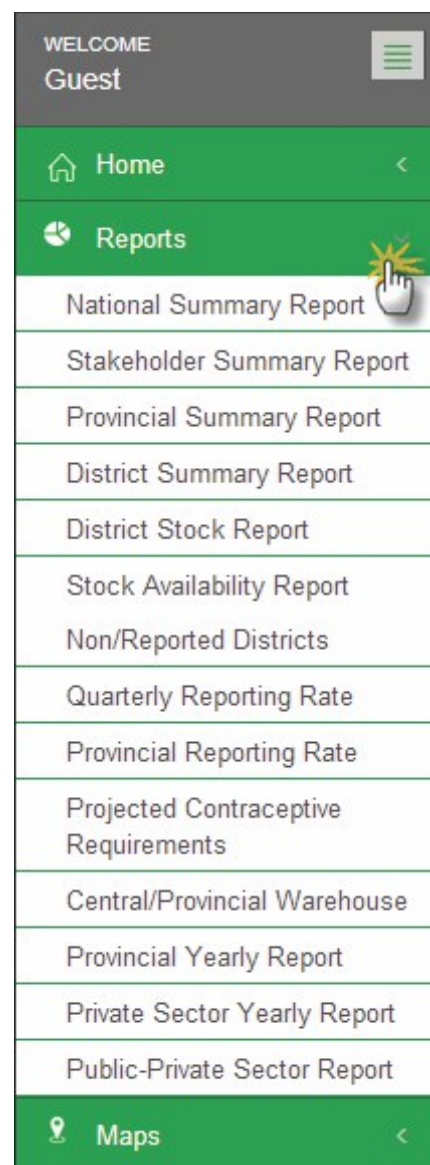 WELCOME
Guest
Home
Reports
National Summary Report
Stakeholder Summary Report
Provincial Summary Report
District Summary Report
District Stock Report
Stock Availability Report
Non/Reported Districts
Quarterly Reporting Rate
Provincial Reporting Rate
Projected Contraceptive
Requirements
Central/Provincial Warehouse
Provincial Yearly Report
Private Sector Yearly Report
Public-Private Sector Report
Maps